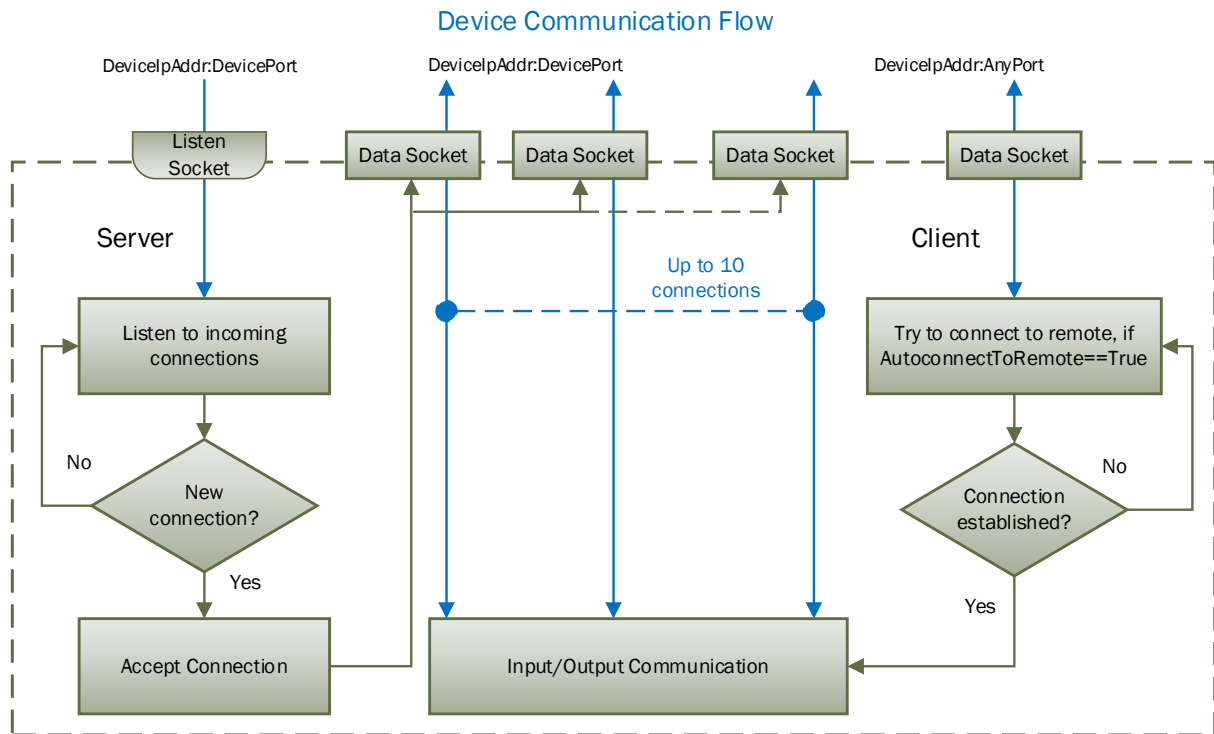 Device Communication Flow
DeviceIpAddr:DevicePort
DeviceIpAddr:DevicePort
DeviceIpAddr:AnyPort
Listen
Socket
Data Socket
Data Socket
Data Socket
Data Socket
Server
Client
Up to 10
connections
Listen to incoming
connections
Try to connect to remote, if
AutoconnectToRemote==True
No
New
connection?
Yes
No
Connection
established?
Yes
Accept Connection
Input/Output Communication